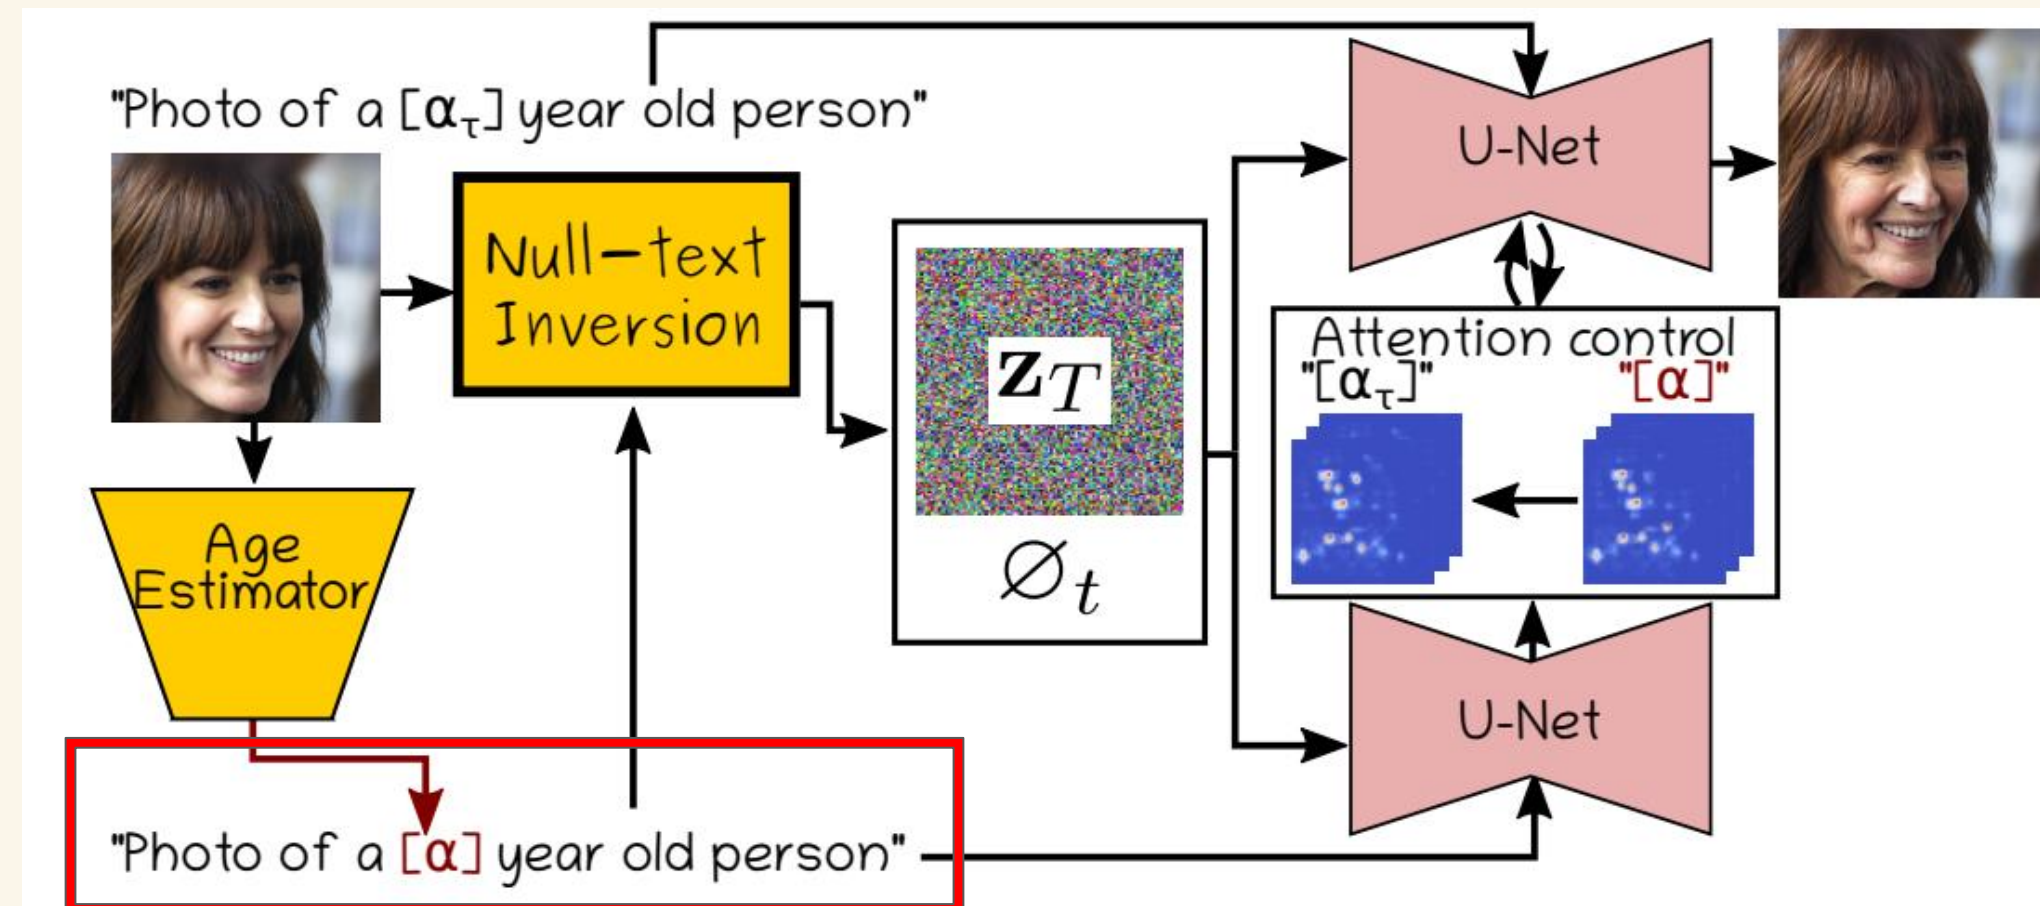 "Photo of a [α_τ] year old person"
Null-text
Inversion
Age
Estimator
"Photo of a [α] year old person"
z_T
∅_t
U-Net
Attention control
"[α_τ]" "[α]"
U-Net